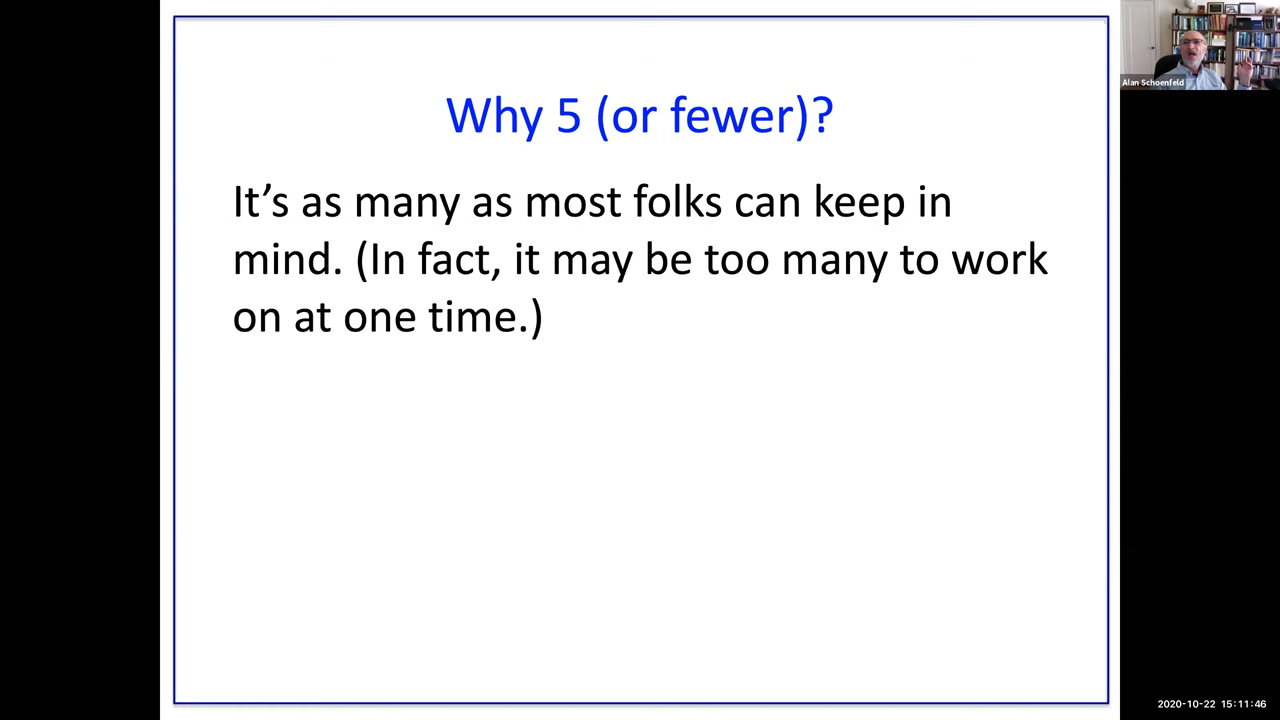 Why 5 (or fewer)?
It’s as many as most folks can keep in
mind. (In fact, it may be too many to work
on at one time.)
Alan Schoenfeld
2020-10-22 15:11:46